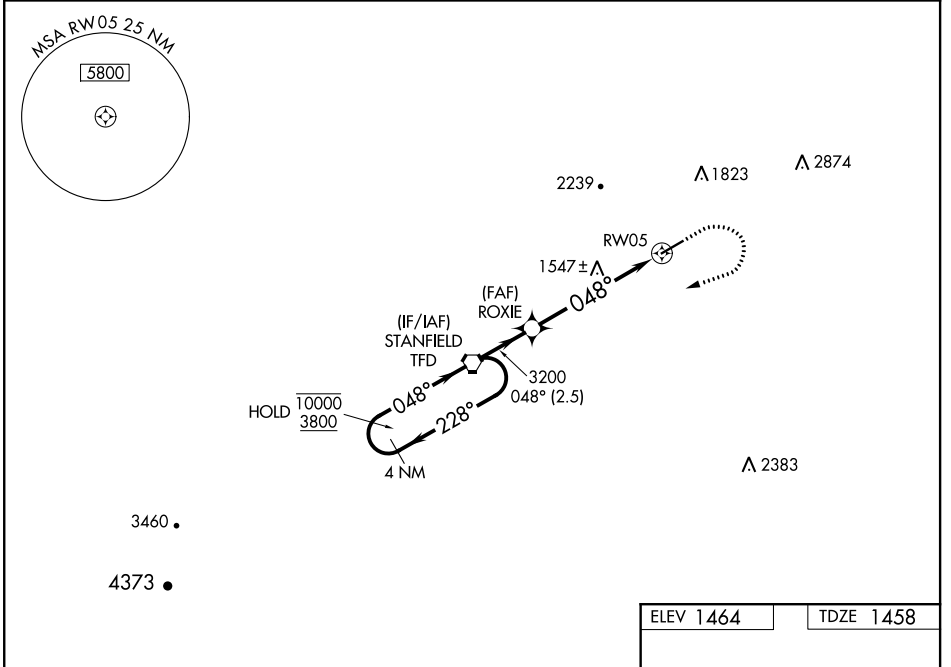 MSA RW05 25 NM
5800
2239
1823
2874
RW05
1547±
048°
(FAF)
ROXIE
(IF/IAF)
STANFIELD
TFD
3200
048° (2.5)
048°
HOLD 10000
3800
228°
4 NM
2383
3460
4373
ELEV 1464
TDZE 1458